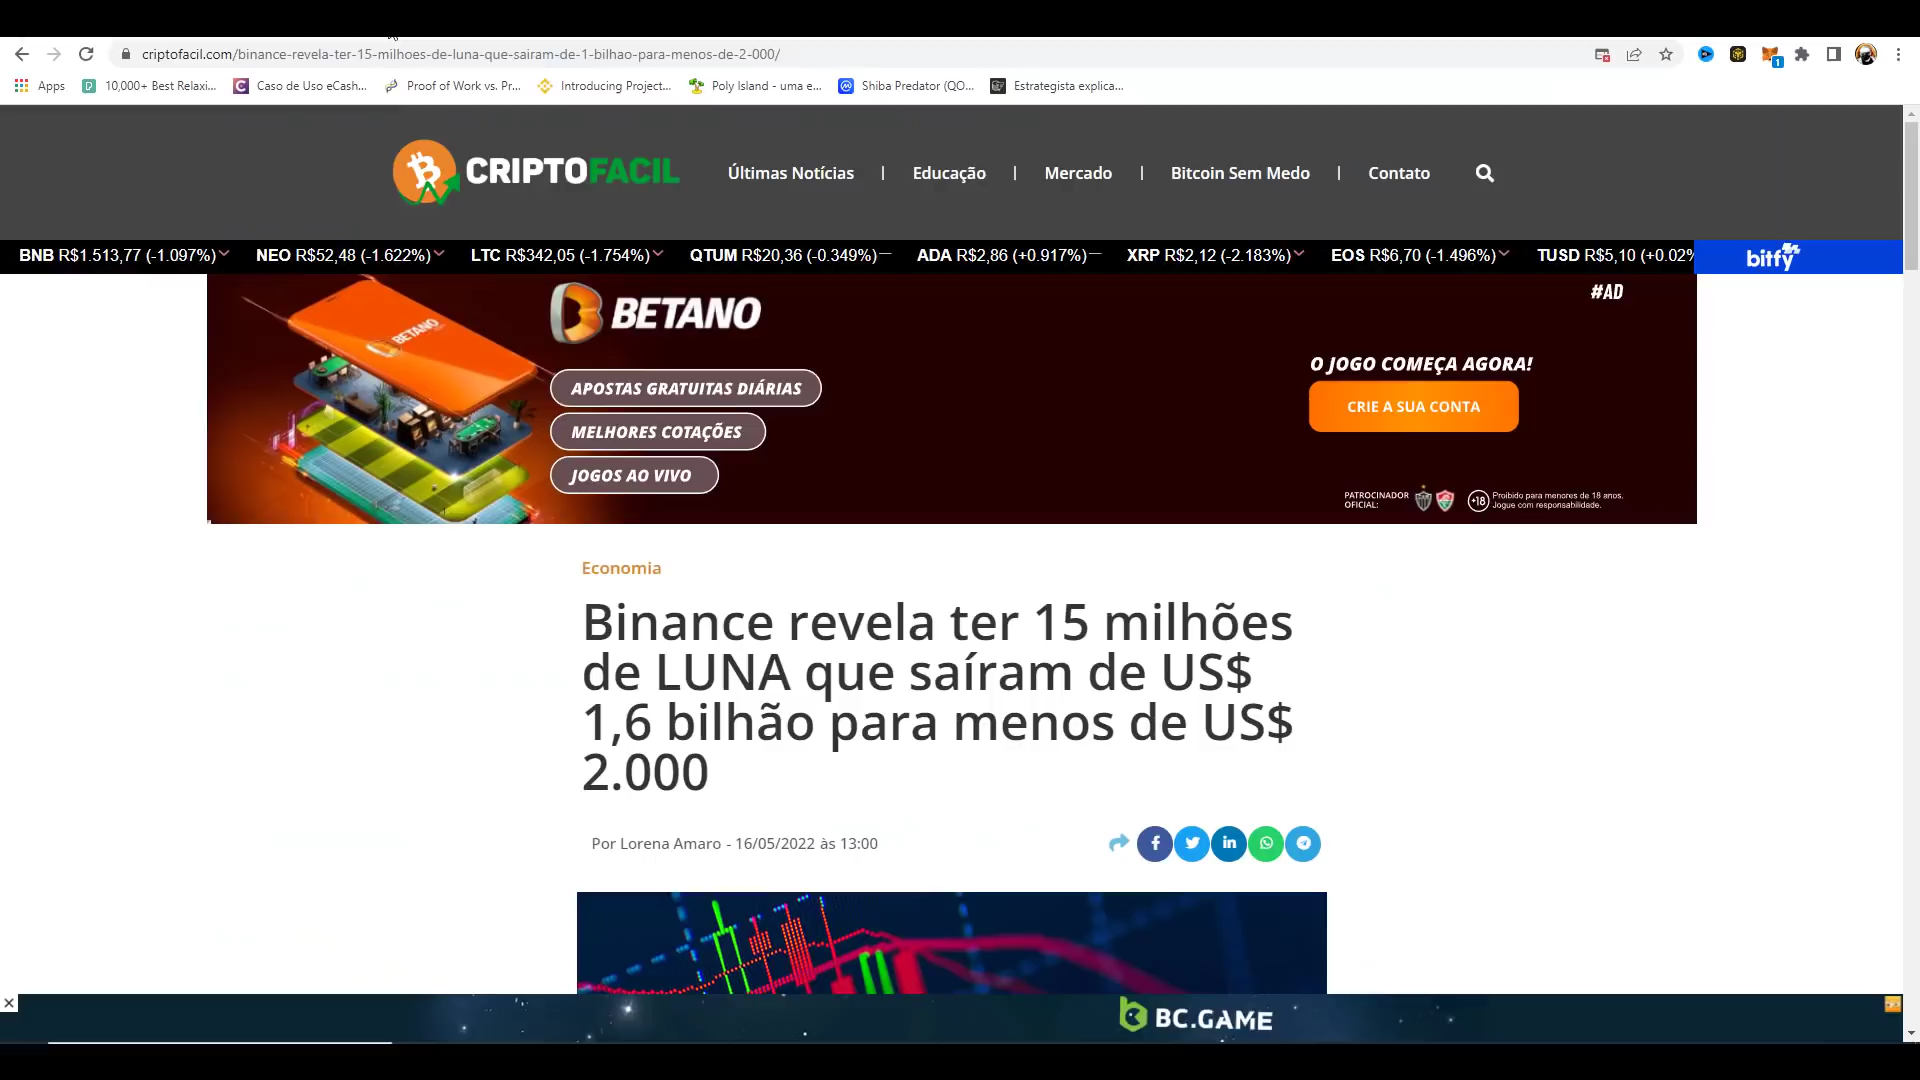 criptofacil.com/binance-revela-ter-15-milhoes-de-luna-que-sairam-de-1-bilhao-para-menos-de-2-000/
1
Apps 10,000+ Best Relaxi... Caso de Uso eCash... Proof of Work vs. Pr... Introducing Project... Poly Island - uma e... Shiba Predator (QO... Estrategista explica...
CRIPTOFACIL Últimas Notícias | Educação | Mercado | Bitcoin Sem Medo | Contato
BNB R$1.513,77 (-1.097%) NEO R$52,48 (-1.622%) LTC R$342,05 (-1.754%) QTUM R$20,36 (-0.349%) ADA R$2,86 (+0.917%) XRP R$2,12 (-2.183%) EOS R$6,70 (-1.496%) TUSD R$5,10 (+0.02% bitfy
#AD
BETANO
BETANO
O JOGO COMEÇA AGORA!
APOSTAS GRATUITAS DIÁRIAS
CRIE A SUA CONTA
MELHORES COTAÇÕES
JOGOS AO VIVO
PATROCINADOR OFICIAL:
+18 Proibido para menores de 18 anos.
Jogue com responsabilidade.
Economia
Binance revela ter 15 milhões
de LUNA que saíram de US$
1,6 bilhão para menos de US$
2.000
Por Lorena Amaro - 16/05/2022 às 13:00
BC.GAME